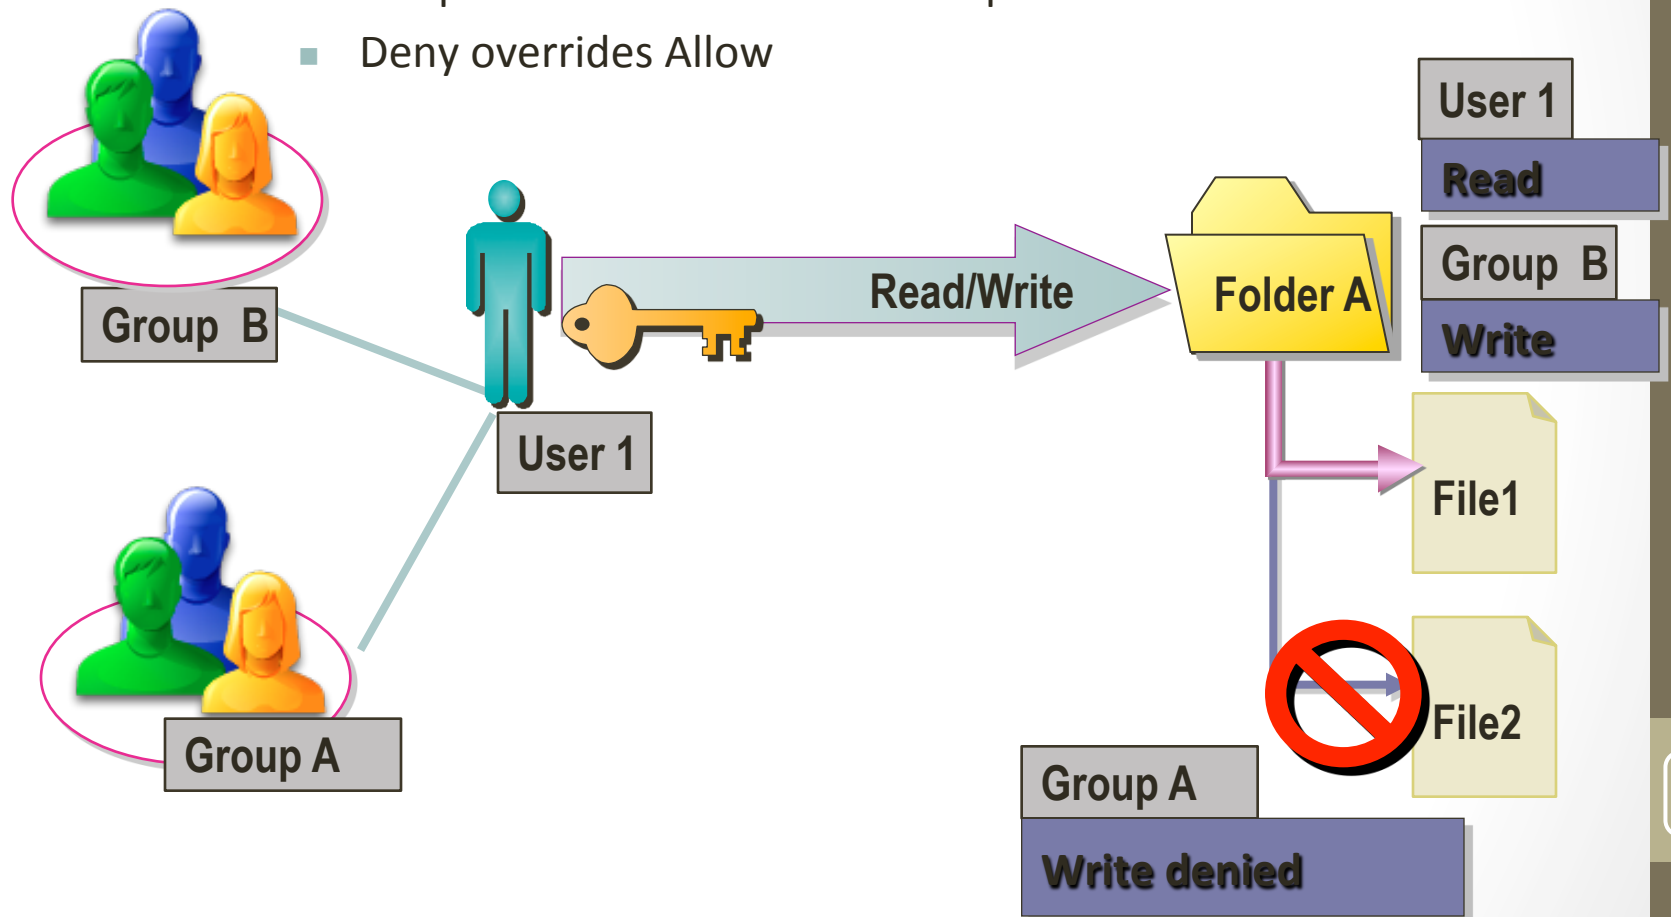 Deny overrides Allow
User 1
Read
Group B
Write
Read/Write
Folder A
Group B
User 1
File1
File2
Group A
Group A
Write denied